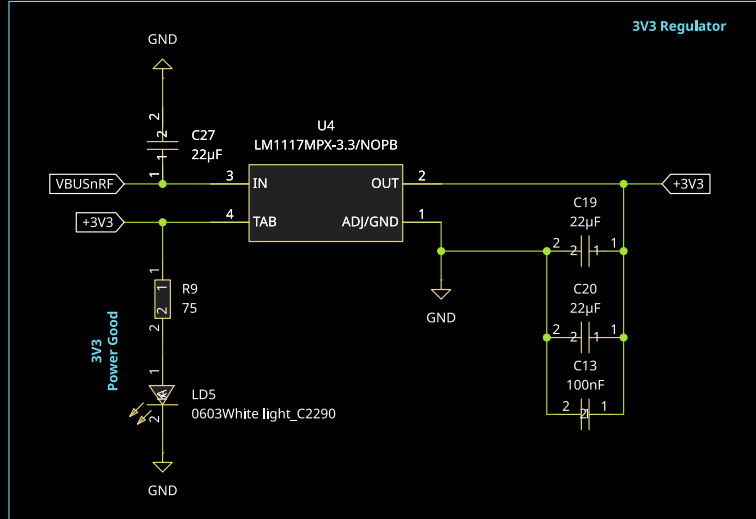 3V3 Regulator
GND
2
2
C27
22µF
1
1
U4
LM1117MPX-3.3/NOPB
VBUSnRF
3
IN
OUT
2
+3V3
+3V3
4
TAB
ADJ/GND
1
C19
22µF
2
2
1
1
GND
1
1
R9
75
2
2
C20
22µF
2
2
1
1
3V3
Power Good
C13
100nF
2
1
1
LD5
0603White light_C2290
2
GND